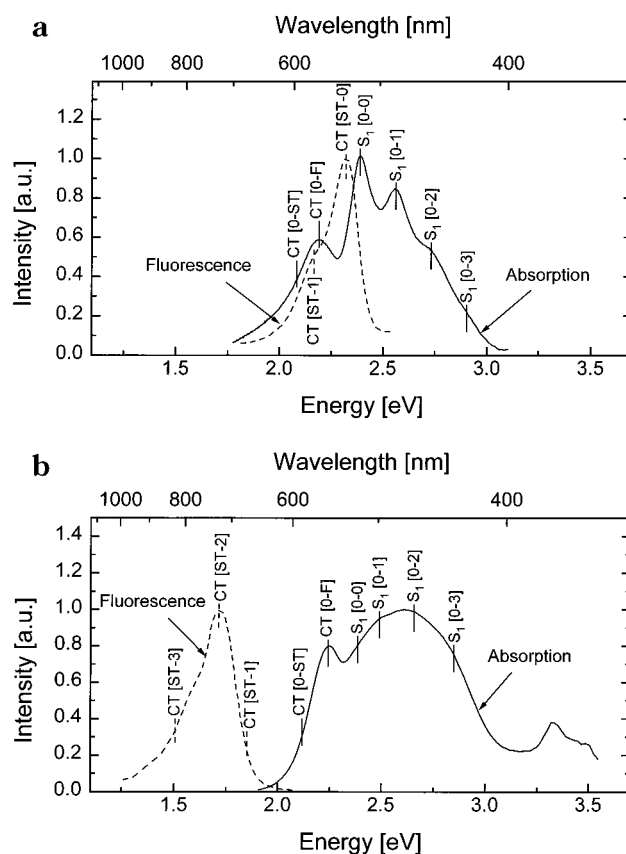 a
Wavelength [nm]
1000 800 600 400
Intensity [a.u.]
1.2
1.0
0.8
0.6
0.4
0.2
0.0
CT [0-ST]
CT [0-F]
CT [ST-1]
CT [ST-0]
S1 [0-0]
S1 [0-1]
S1 [0-2]
S1 [0-3]
Fluorescence
Absorption
1.5 2.0 2.5 3.0 3.5
Energy [eV]
b
Wavelength [nm]
1000 800 600 400
Intensity [a.u.]
1.4
1.2
1.0
0.8
0.6
0.4
0.2
0.0
Fluorescence
CT [ST-3]
CT [ST-2]
CT [ST-1]
CT [0-ST]
CT [0-F]
S1 [0-0]
S1 [0-1]
S1 [0-2]
S1 [0-3]
Absorption
1.5 2.0 2.5 3.0 3.5
Energy [eV]